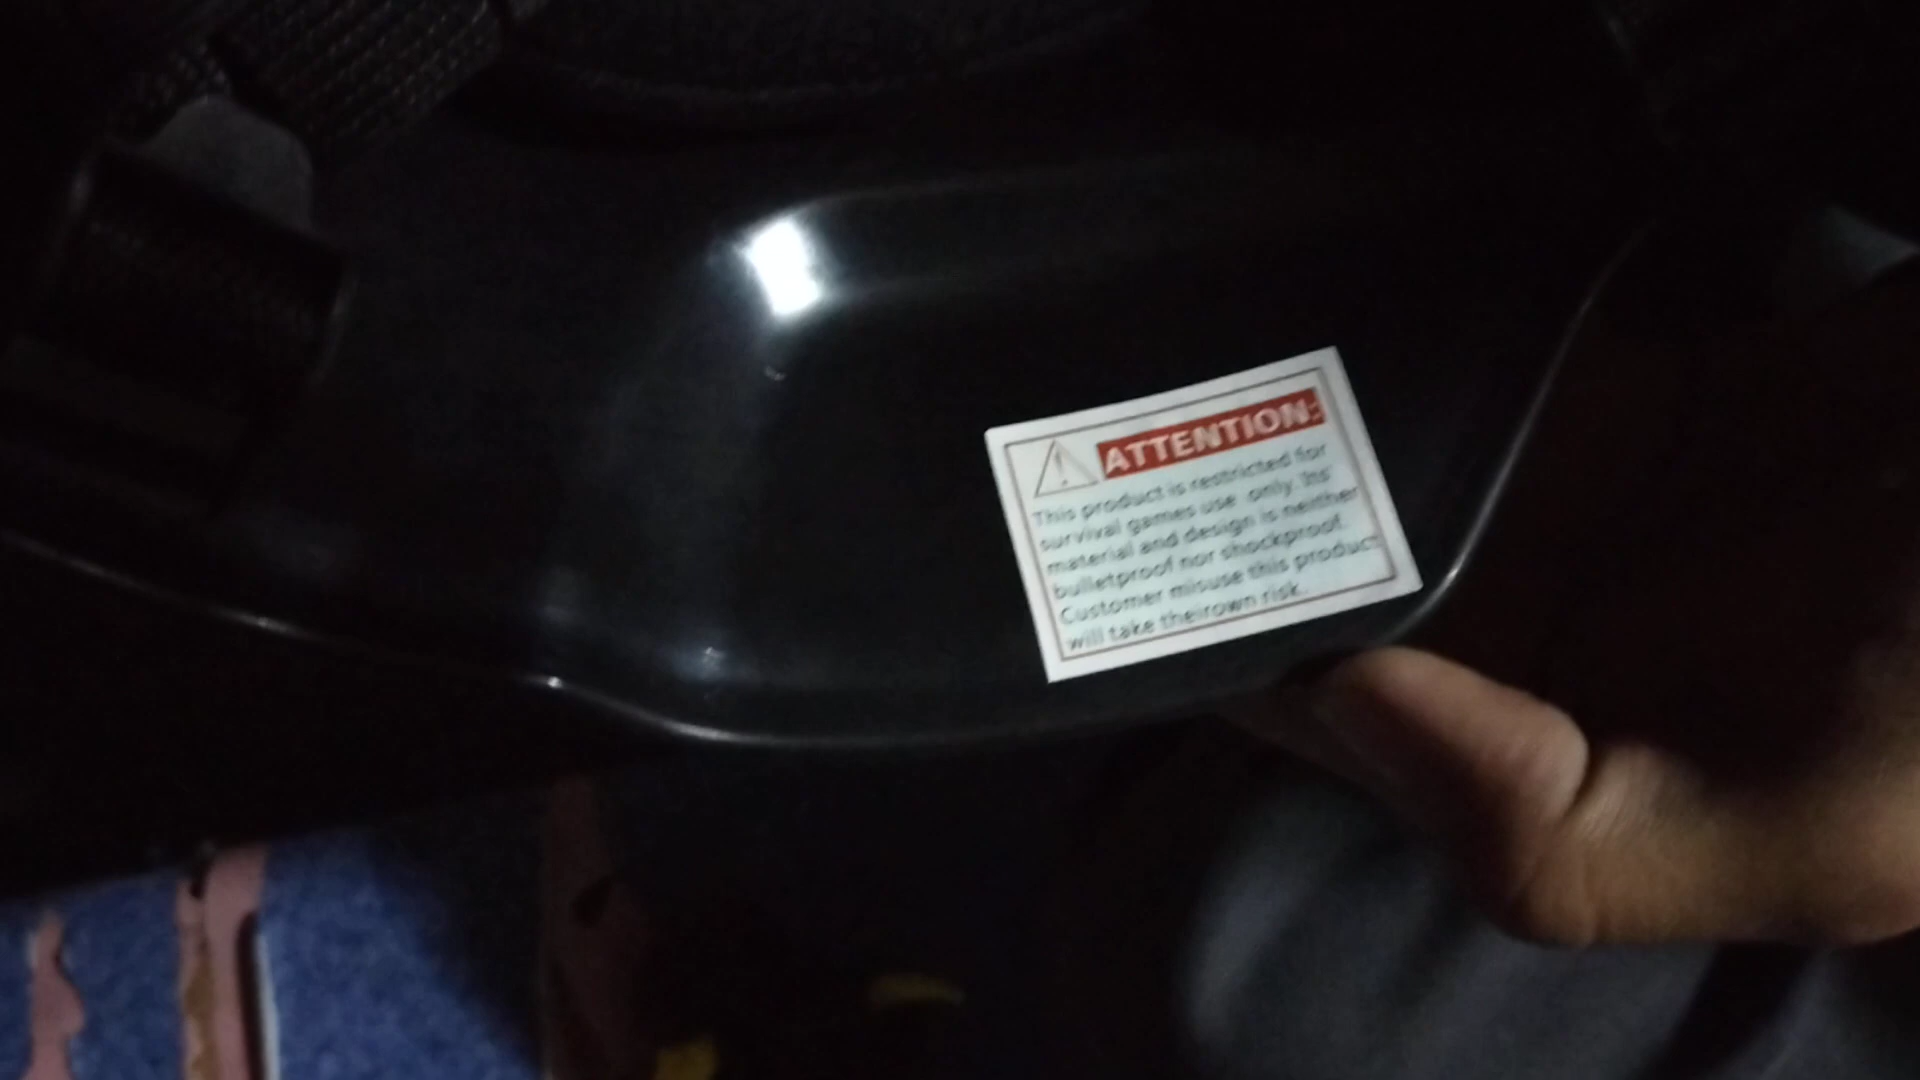 ATTENTION:
This product is restricted for
survival games use only. Its'
material and design is neither
bulletproof nor shockproof.
Customer misuse this product
will take theirown risk.